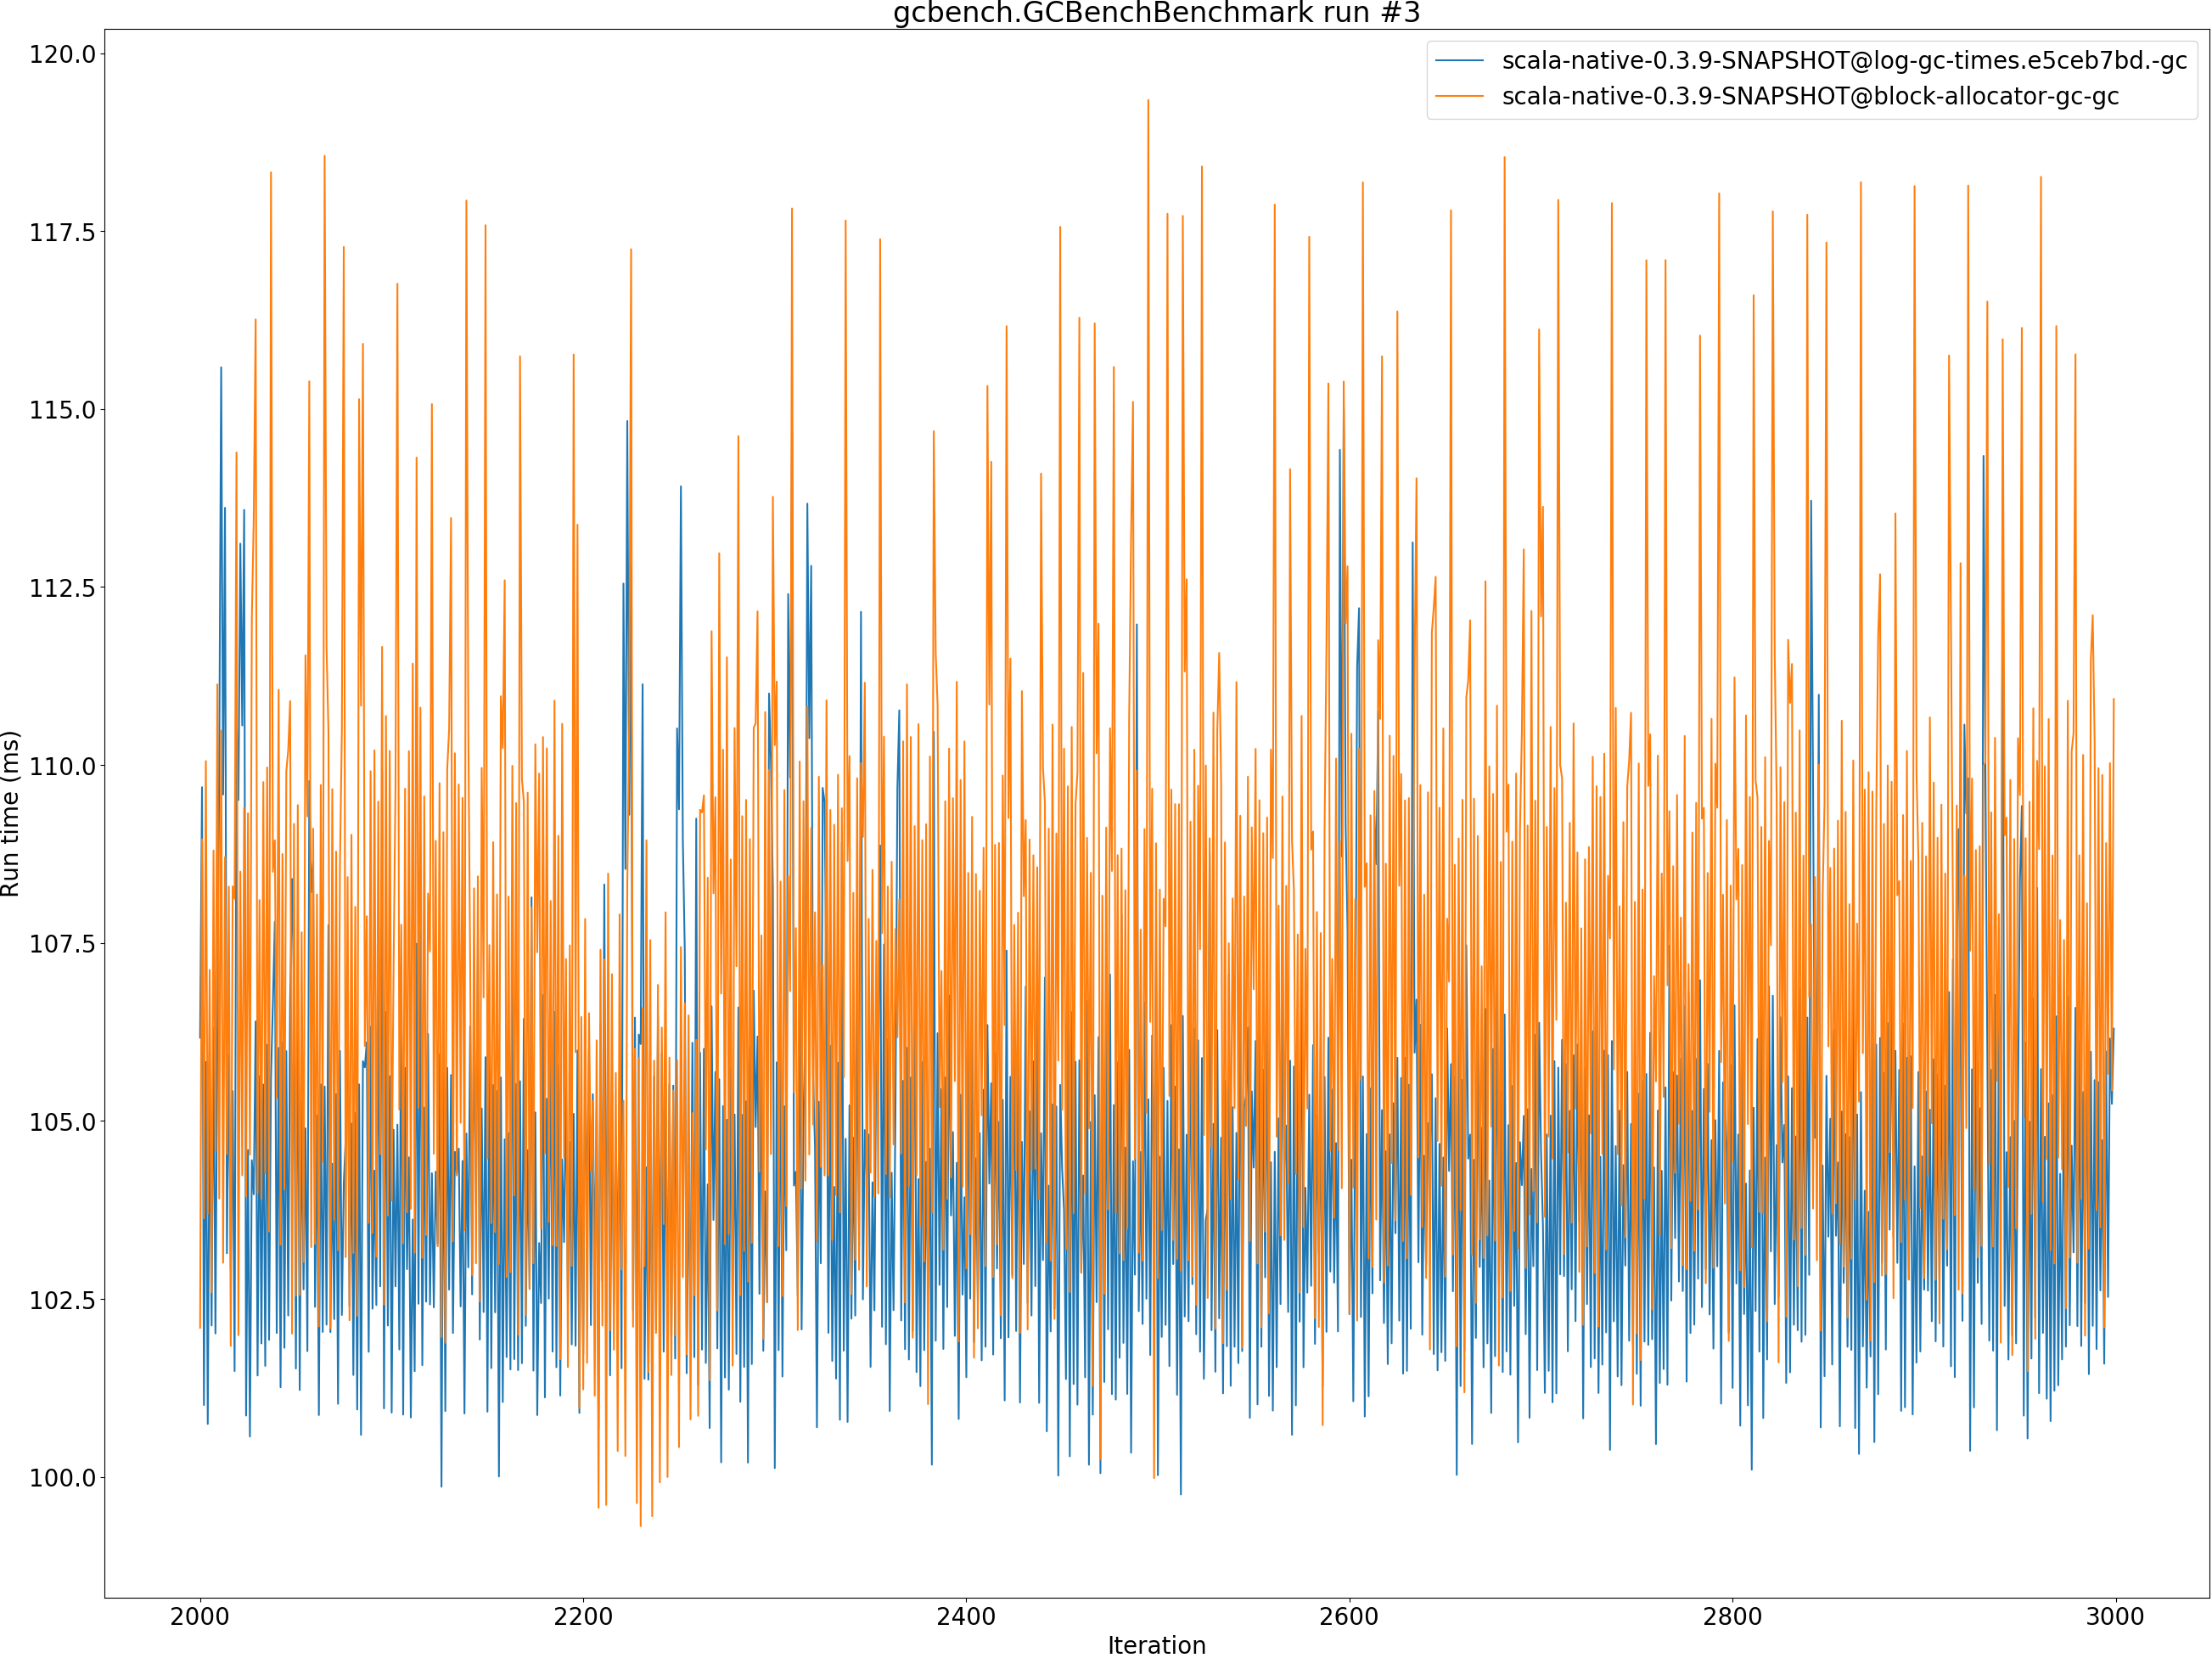 gcbench.GCBenchBenchmark run #3
scala-native-0.3.9-SNAPSHOT@log-gc-times.e5ceb7bd.-gc
scala-native-0.3.9-SNAPSHOT@block-allocator-gc-gc
Run time (ms)
120.0
117.5
115.0
112.5
110.0
107.5
105.0
102.5
100.0
2000 2200 2400 2600 2800 3000
Iteration